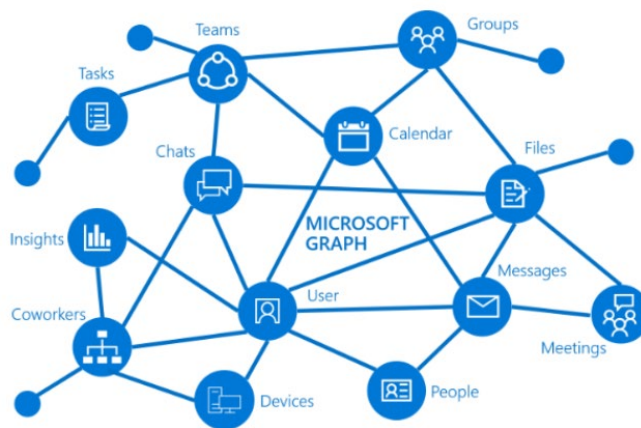 Teams
Groups
Tasks
Calendar
Chats
Files
MICROSOFT
GRAPH
Insights
Messages
User
Coworkers
Meetings
People
Devices